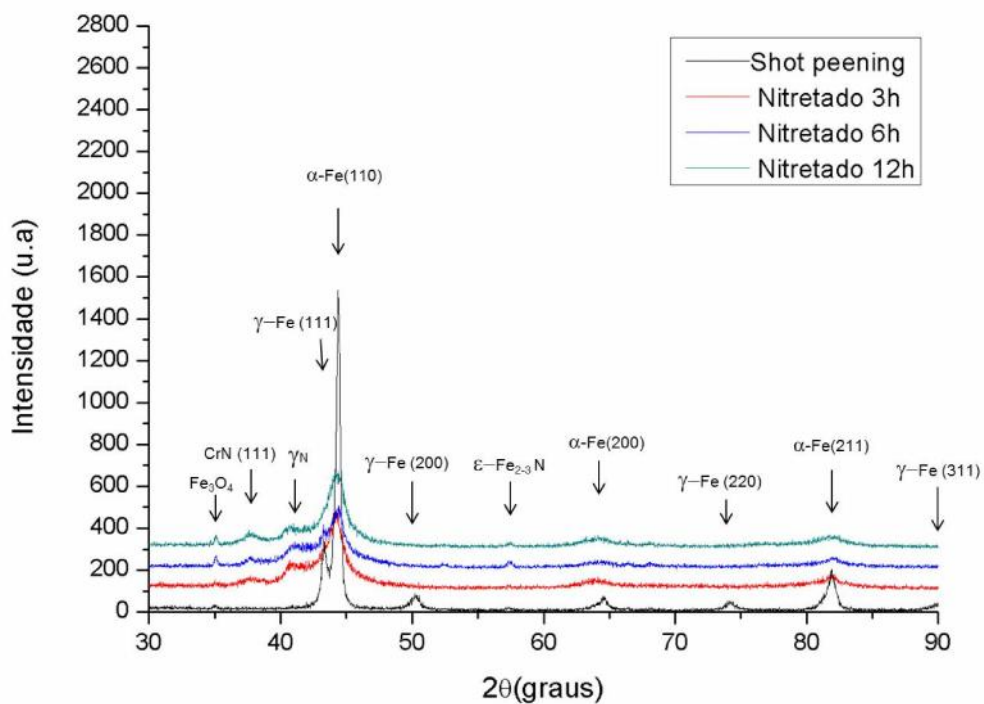 2800
2600
2400
2200
2000
1800
1600
1400
1200
1000
800
600
400
200
0
Intensidade (u.a)
Shot peening
Nitretado 3h
Nitretado 6h
Nitretado 12h
α-Fe(110)
γ–Fe (111)
Fe₃O₄
CrN (111)
γN
γ–Fe (200)
ε–Fe₂₋₃N
α-Fe(200)
γ–Fe (220)
α-Fe(211)
γ–Fe (311)
30 40 50 60 70 80 90
2θ(graus)